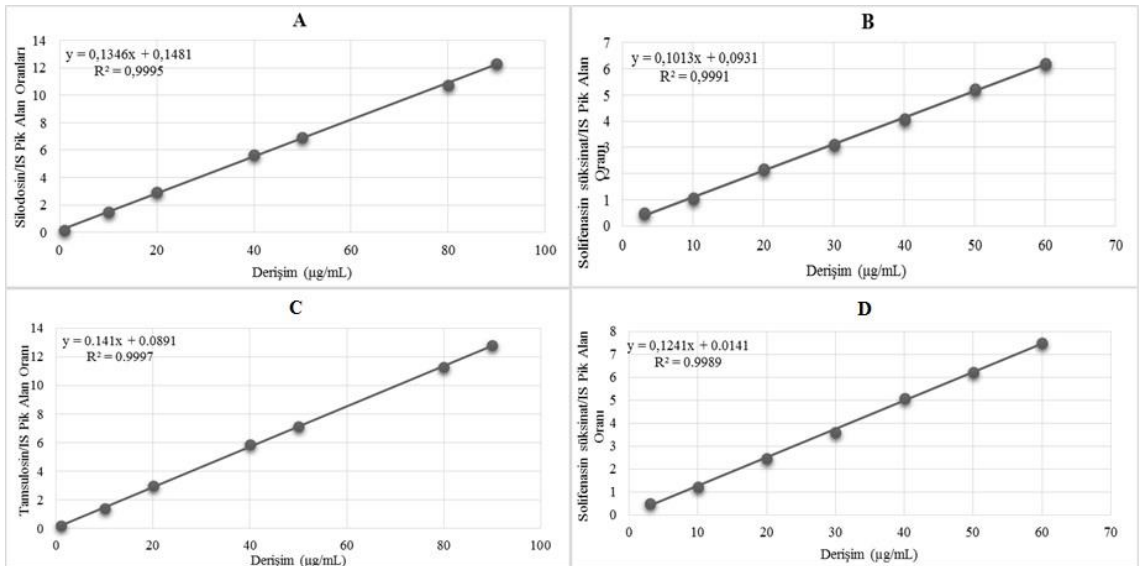 A
Silodosin/IS Pik Alan Oranları
y = 0,1346x + 0,1481
R² = 0,9995
14
12
10
8
6
4
2
0
0 20 40 60 80 100
Derişim (µg/mL)
B
Solifenasin süksinat/IS Pik Alan
Oranı
y = 0,1013x + 0,0931
R² = 0,9991
7
6
5
4
3
2
1
0
0 10 20 30 40 50 60 70
Derişim (µg/mL)
C
Tamsulosin/IS Pik Alan Oranı
y = 0.141x + 0.0891
R² = 0.9997
14
12
10
8
6
4
2
0
0 20 40 60 80 100
Derişim (µg/mL)
D
Solifenasin süksinat/IS Pik Alan
Oranı
y = 0,1241x + 0.0141
R² = 0.9989
8
7
6
5
4
3
2
1
0
0 10 20 30 40 50 60 70
Derişim (µg/mL)